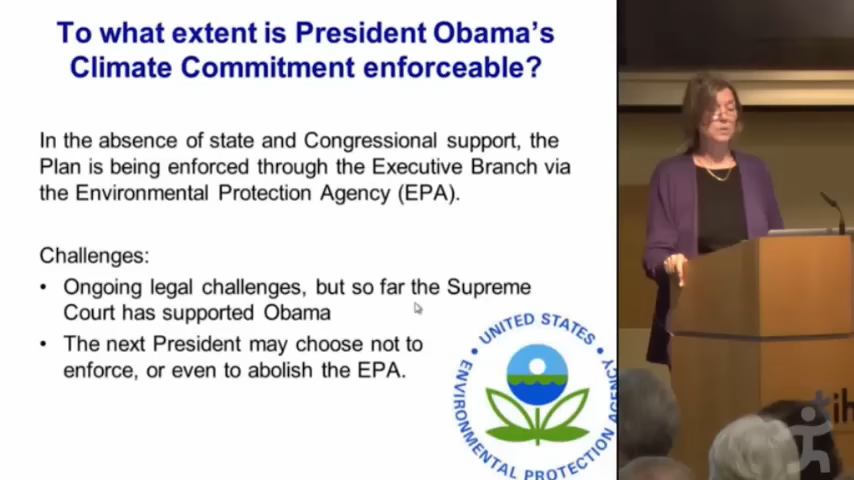 To what extent is President Obama's
Climate Commitment enforceable?
In the absence of state and Congressional support, the
Plan is being enforced through the Executive Branch via
the Environmental Protection Agency (EPA).
Challenges:
• Ongoing legal challenges, but so far the Supreme
Court has supported Obama
• The next President may choose not to
enforce, or even to abolish the EPA.
• UNITED STATES •
ENVIRONMENTAL PROTECTION AGENCY
tih